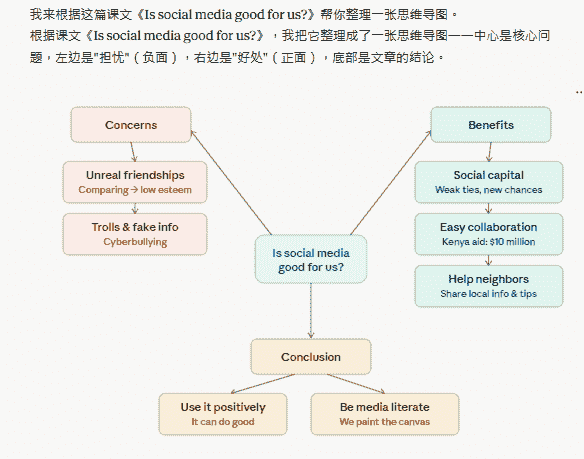 我来根据这篇课文《Is social media good for us?》帮你整理一张思维导图。
根据课文《Is social media good for us?》，我把它整理成了一张思维导图——中心是核心问
题，左边是"担忧"（负面），右边是"好处"（正面），底部是文章的结论。
Concerns
Benefits
Unreal friendships
Comparing → low esteem
Social capital
Weak ties, new chances
Trolls & fake info
Cyberbullying
Easy collaboration
Kenya aid: $10 million
Is social media
good for us?
Help neighbors
Share local info & tips
Conclusion
Use it positively
It can do good
Be media literate
We paint the canvas